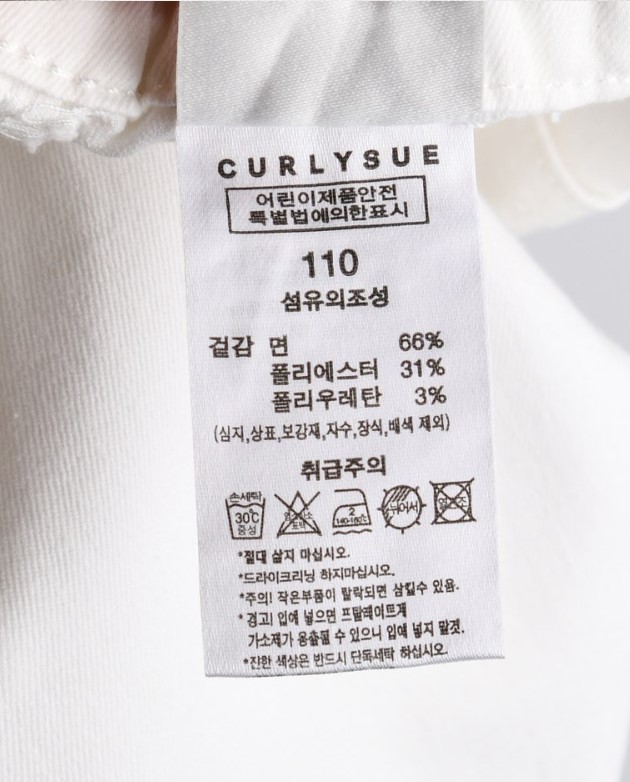 CURLYSUE
어린이제품안전
특별법에의한표시
110
섬유의조성
겉감 면 66%
폴리에스터 31%
폴리우레탄 3%
(심지,상표,보강재,자수,장식,배색 제외)
취급주의
손세탁
30℃
중성
2
140-160℃
*절대 삶지 마십시오.
*드라이크리닝 하지마십시오.
*주의! 작은부품이 탈락되면 삼킬수 있음.
*경고! 입에 넣으면 프탈레이트계
가소제가 용출될 수 있으니 입에 넣지 말것.
*진한 색상은 반드시 단독세탁 하십시오.